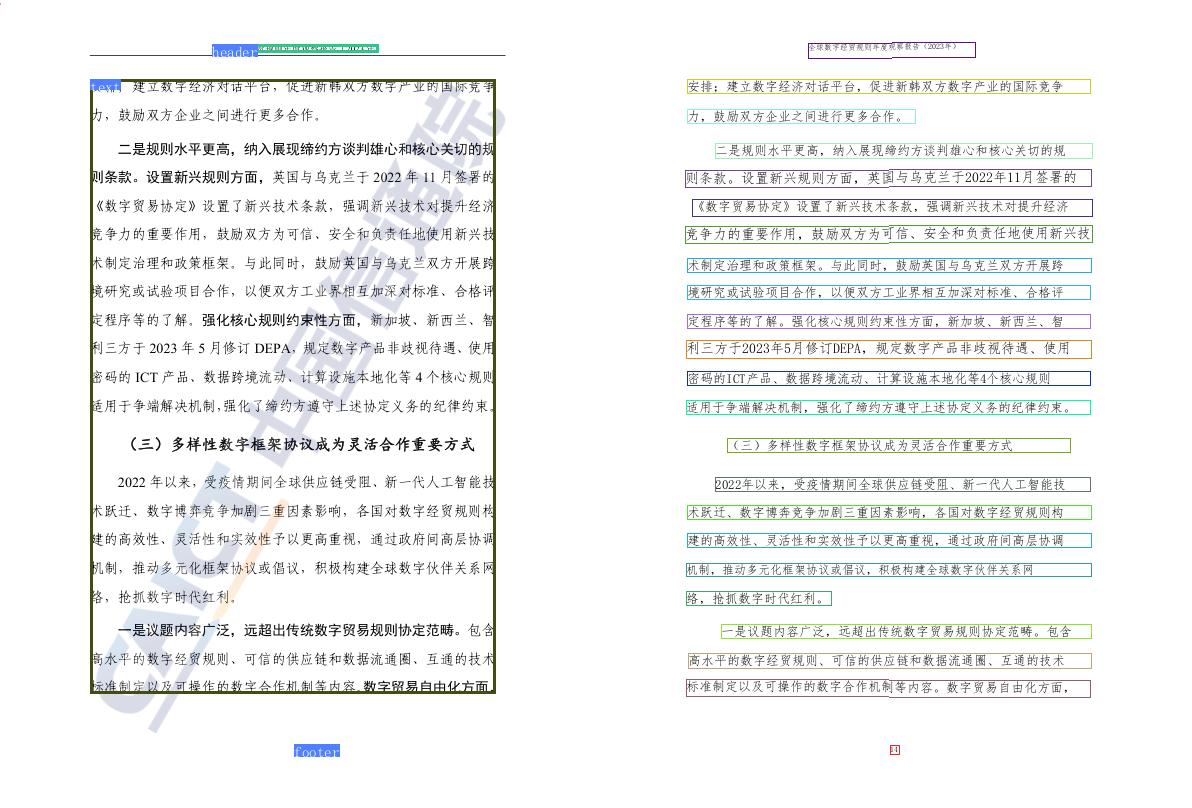 header
text
安排；建立数字经济对话平台，促进新韩双方数字产业的国际竞争
力，鼓励双方企业之间进行更多合作。
二是规则水平更高，纳入展现缔约方谈判雄心和核心关切的规
则条款。设置新兴规则方面，英国与乌克兰于 2022 年 11 月签署的
《数字贸易协定》设置了新兴技术条款，强调新兴技术对提升经济
竞争力的重要作用，鼓励双方为可信、安全和负责任地使用新兴技
术制定治理和政策框架。与此同时，鼓励英国与乌克兰双方开展跨
境研究或试验项目合作，以便双方工业界相互加深对标准、合格评
定程序等的了解。强化核心规则约束性方面，新加坡、新西兰、智
利三方于 2023 年 5 月修订 DEPA，规定数字产品非歧视待遇、使用
密码的 ICT 产品、数据跨境流动、计算设施本地化等 4 个核心规则
适用于争端解决机制，强化了缔约方遵守上述协定义务的纪律约束。
（三）多样性数字框架协议成为灵活合作重要方式
2022 年以来，受疫情期间全球供应链受阻、新一代人工智能技
术跃迁、数字博弈竞争加剧三重因素影响，各国对数字经贸规则构
建的高效性、灵活性和实效性予以更高重视，通过政府间高层协调
机制，推动多元化框架协议或倡议，积极构建全球数字伙伴关系网
络，抢抓数字时代红利。
一是议题内容广泛，远超出传统数字贸易规则协定范畴。包含
高水平的数字经贸规则、可信的供应链和数据流通圈、互通的技术
标准制定以及可操作的数字合作机制等内容。数字贸易自由化方面，
CAICT 中国信通院
footer
全球数字经贸规则年度观察报告（2023年）
安排；建立数字经济对话平台，促进新韩双方数字产业的国际竞争
力，鼓励双方企业之间进行更多合作。
二是规则水平更高，纳入展现缔约方谈判雄心和核心关切的规
则条款。设置新兴规则方面，英国与乌克兰于2022年11月签署的
《数字贸易协定》设置了新兴技术条款，强调新兴技术对提升经济
竞争力的重要作用，鼓励双方为可信、安全和负责任地使用新兴技
术制定治理和政策框架。与此同时，鼓励英国与乌克兰双方开展跨
境研究或试验项目合作，以便双方工业界相互加深对标准、合格评
定程序等的了解。强化核心规则约束性方面，新加坡、新西兰、智
利三方于2023年5月修订DEPA，规定数字产品非歧视待遇、使用
密码的ICT产品、数据跨境流动、计算设施本地化等4个核心规则
适用于争端解决机制，强化了缔约方遵守上述协定义务的纪律约束。
（三）多样性数字框架协议成为灵活合作重要方式
2022年以来，受疫情期间全球供应链受阻、新一代人工智能技
术跃迁、数字博弈竞争加剧三重因素影响，各国对数字经贸规则构
建的高效性、灵活性和实效性予以更高重视，通过政府间高层协调
机制，推动多元化框架协议或倡议，积极构建全球数字伙伴关系网
络，抢抓数字时代红利。
一是议题内容广泛，远超出传统数字贸易规则协定范畴。包含
高水平的数字经贸规则、可信的供应链和数据流通圈、互通的技术
标准制定以及可操作的数字合作机制等内容。数字贸易自由化方面，
14